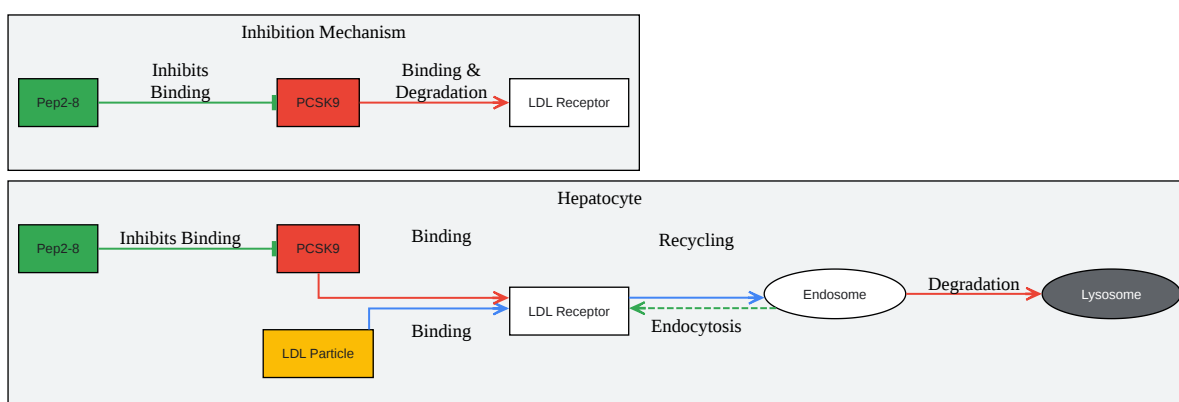 Inhibition Mechanism
Inhibits
Binding
Binding &
Degradation
Pep2-8
PCSK9
LDL Receptor
Hepatocyte
Pep2-8
Inhibits Binding
PCSK9
Binding
Recycling
LDL Receptor
Endosome
Degradation
Lysosome
Binding
Endocytosis
LDL Particle